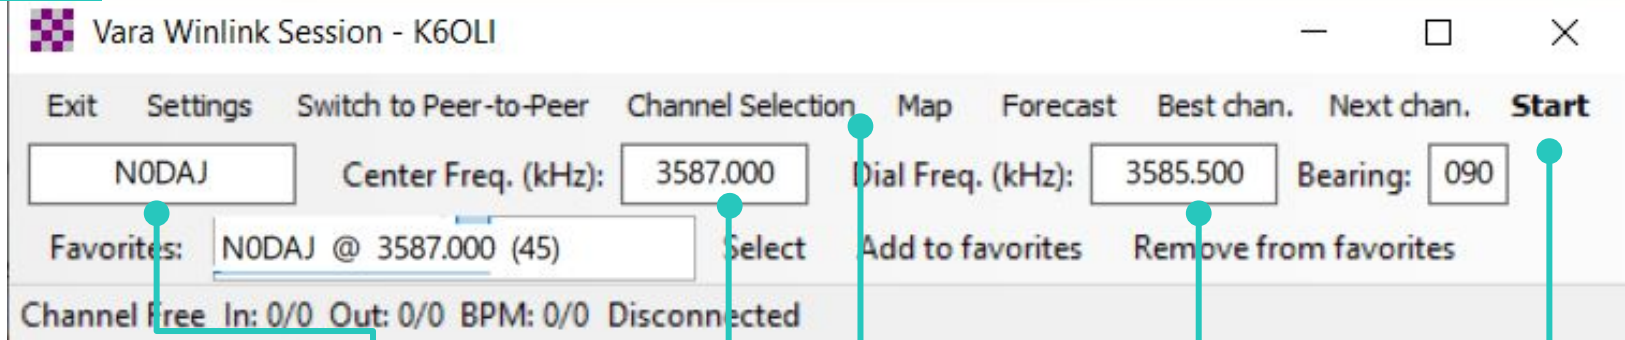 Vara Winlink Session - K6OLI
Exit Settings Switch to Peer-to-Peer Channel Selection Map Forecast Best chan. Next chan. Start
N0DAJ Center Freq. (kHz): 3587.000 Dial Freq. (kHz): 3585.500 Bearing: 090
Favorites: N0DAJ @ 3587.000 (45) Select Add to favorites Remove from favorites
Channel Free In: 0/0 Out: 0/0 BPM: 0/0 Disconnected